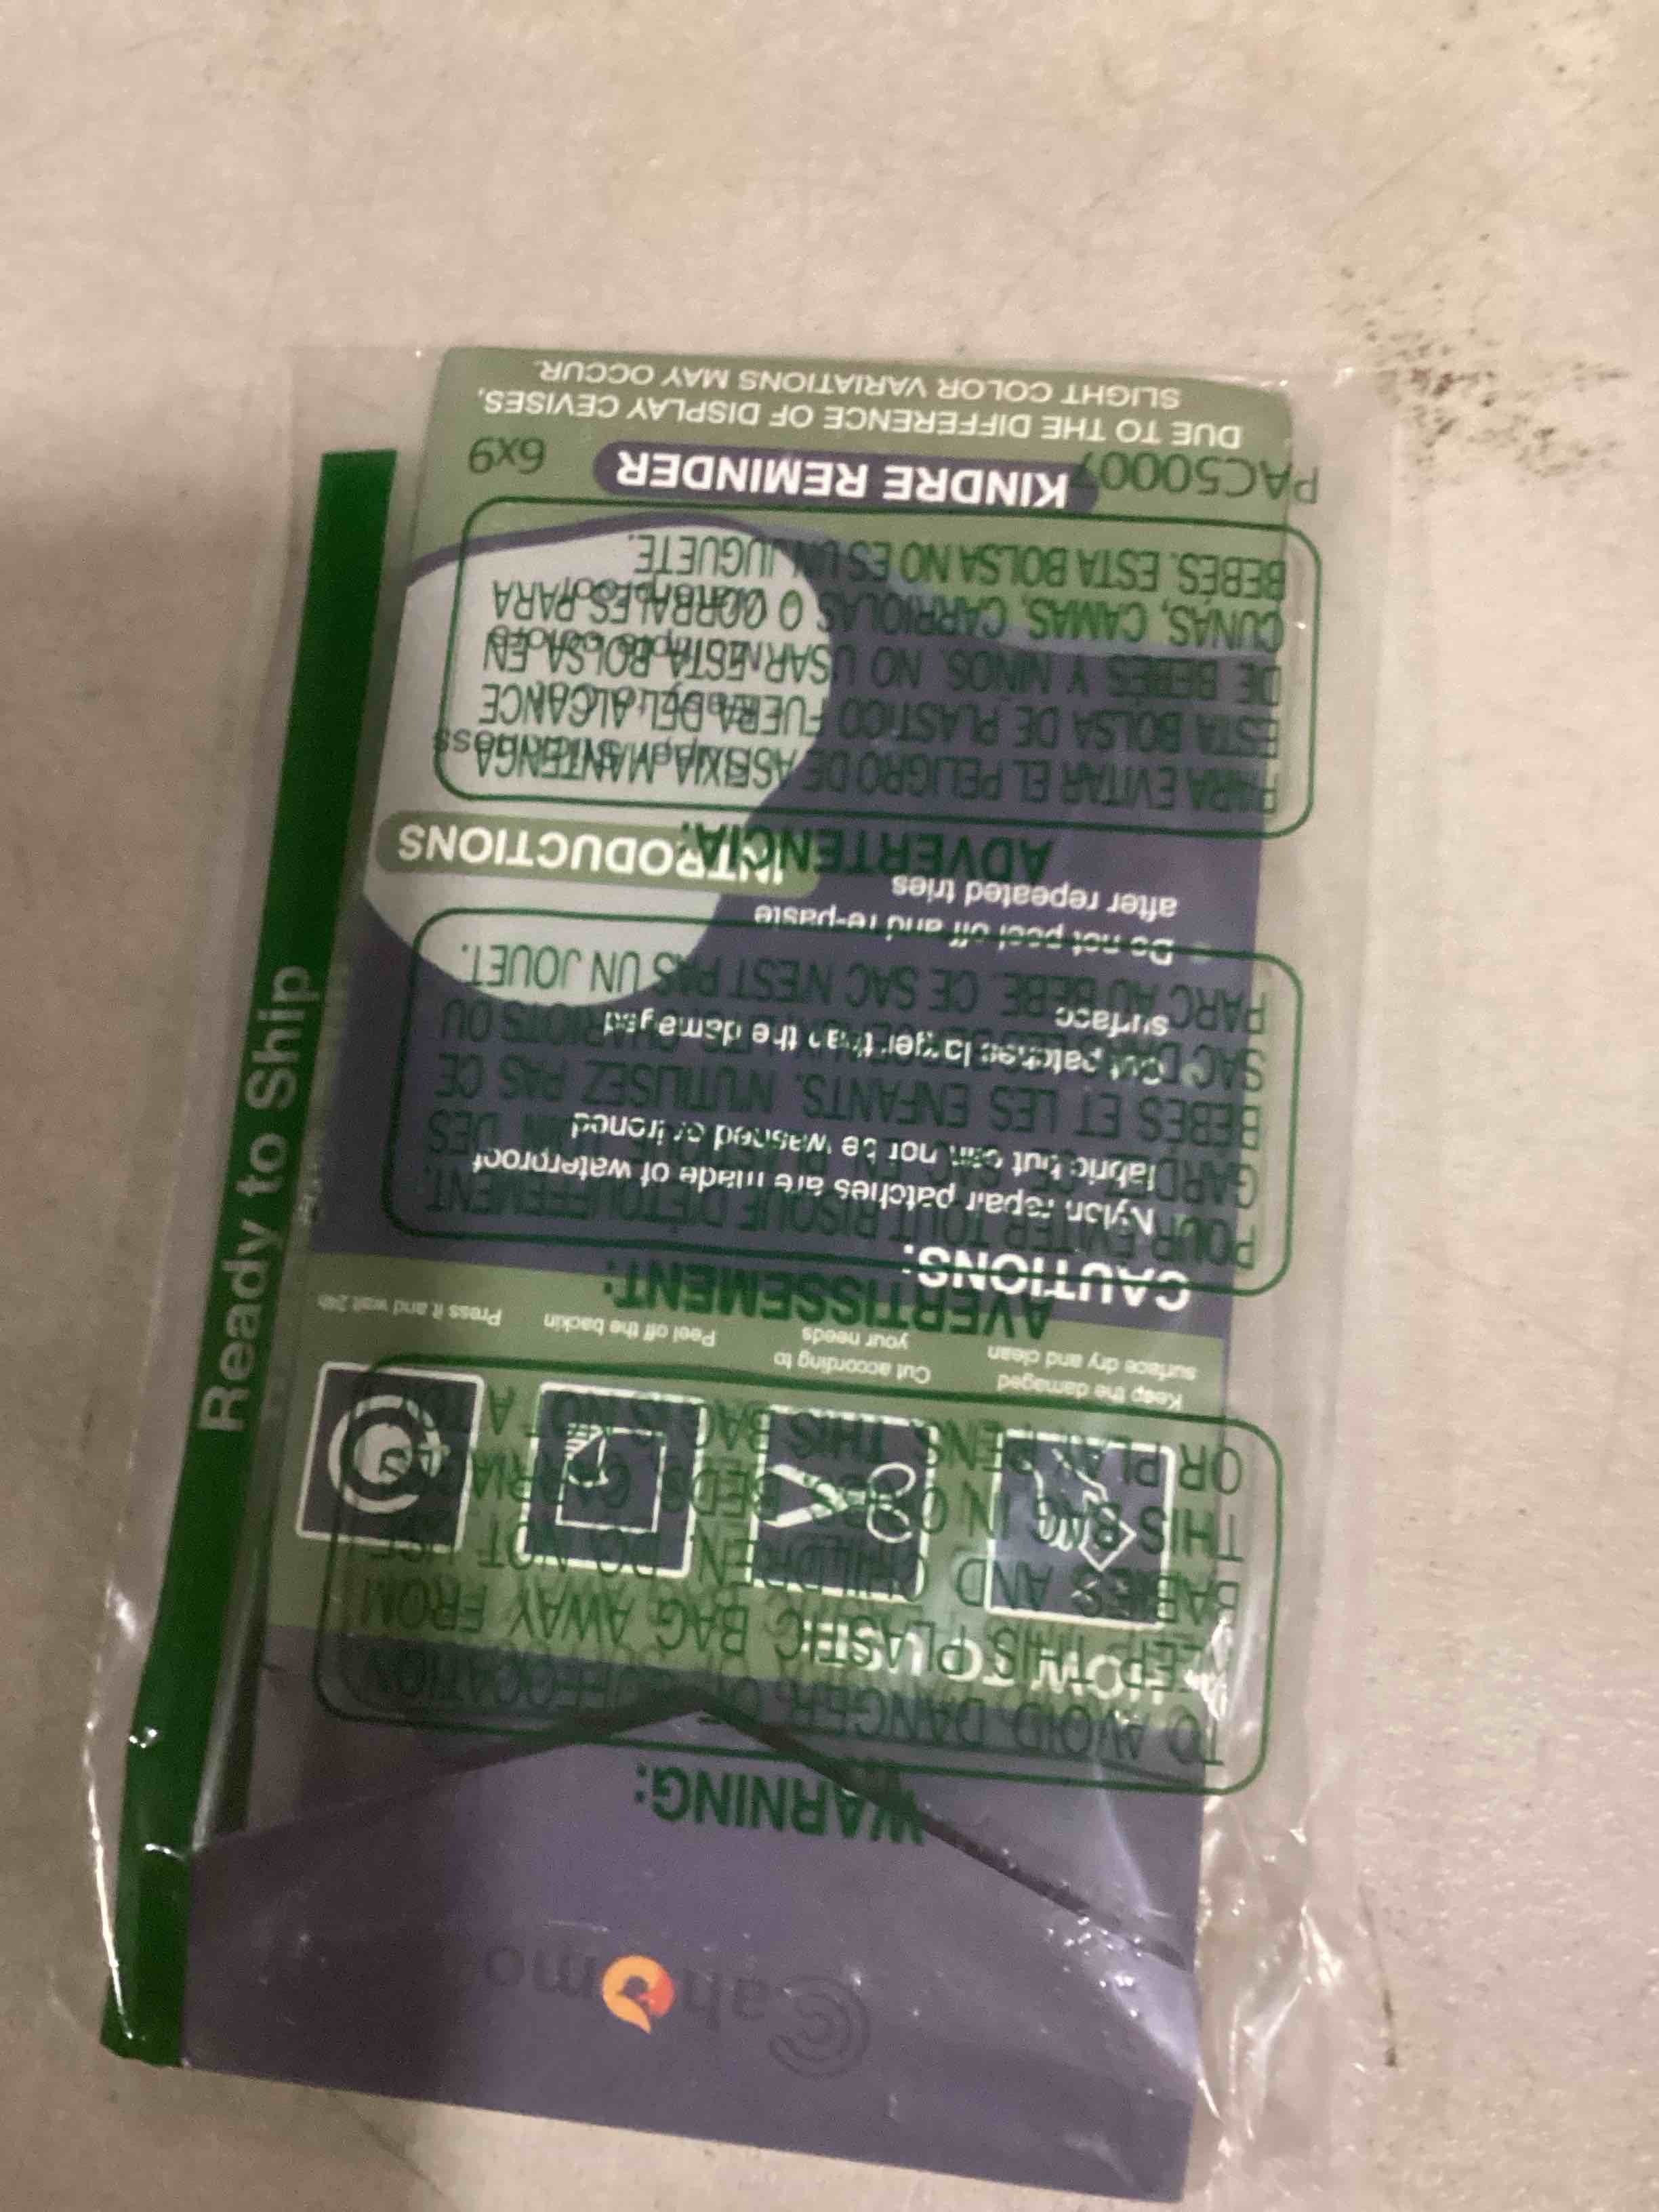 Cahomo
WARNING:
TO AVOID DANGER OF SUFFOCATION
KEEP THIS PLASTIC BAG AWAY FROM
BABIES AND CHILDREN DO NOT USE
THIS BAG IN CRIBS, BEDS, CARRIAGES
OR PLAY PENS. THIS BAG IS NOT A TOY
HOW TO USE
Keep the damaged
surface dry and clean
Cut according to
your needs
Peel off the backin
Press it and wait 24h
AVERTISSEMENT:
POUR EVITER TOUT RISQUE D'ETOUFFEMENT,
GARDEZ CE SAC EN PLASTIQUE LOIN DES
BEBES ET LES ENFANTS. N'UTILISEZ PAS CE
SAC DANS LES BERCEAUX, LITS, CHARIOTS OU
PARC AU BEBE. CE SAC N'EST PAS UN JOUET.
CAUTIONS:
Nylon repair patches are made of waterproof
fabric but can not be washed or ironed
Cut patches larger than the damaged
surface
Do not peel off and re-paste
after repeated tries
ADVERTENCIA:
PARA EVITAR EL PELIGRO DE ASFIXIA MANTENGA
ESTA BOLSA DE PLASTICO FUERA DEL ALCANCE
DE BEBES Y NINOS. NO USAR ESTA BOLSA EN
CUNAS, CAMAS, CARRIOLAS O CORRALES PARA
BEBES. ESTA BOLSA NO ES UN JUGUETE.
INTRODUCTIONS
Super stickiness
Multiple colors
Waterproof
PAC50007
6x9
KINDRE REMINDER
DUE TO THE DIFFERENCE OF DISPLAY CEVISES,
SLIGHT COLOR VARIATIONS MAY OCCUR.
Ready to Ship